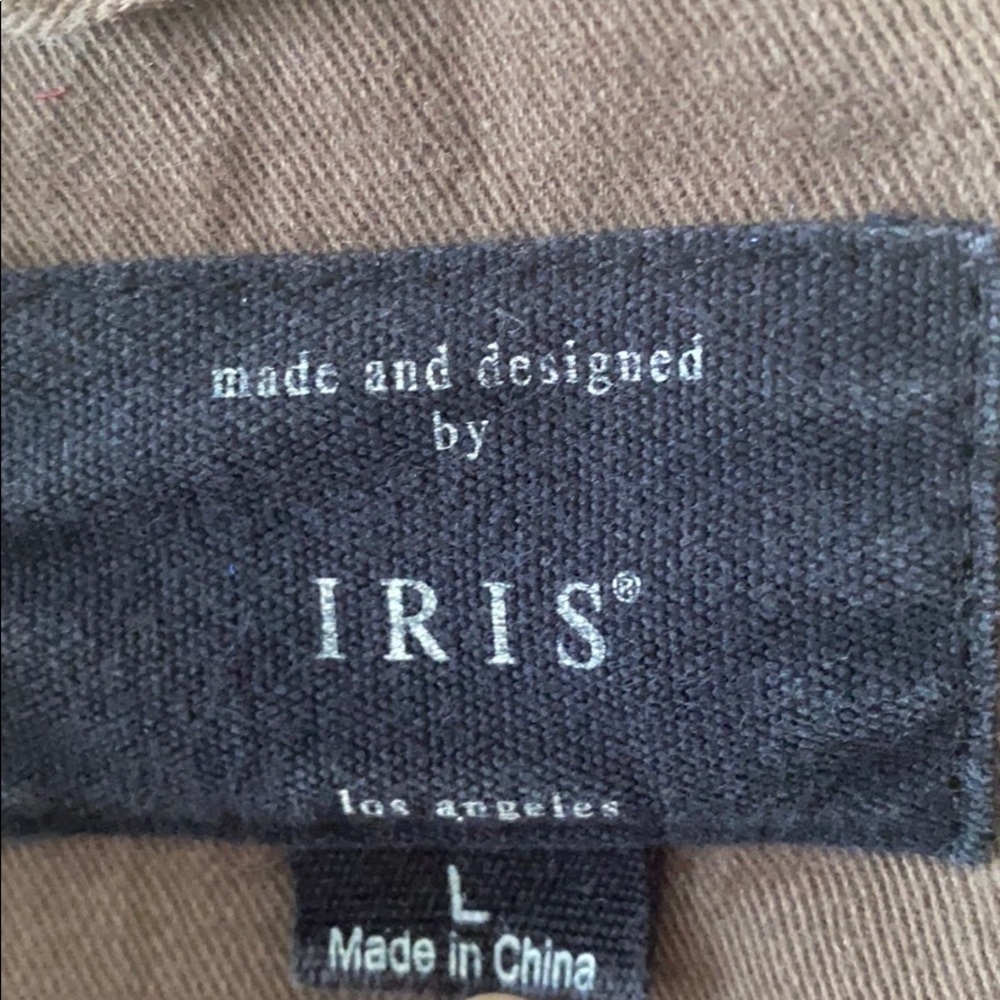 made and designed
by
IRIS®
los angeles
L
Made in China